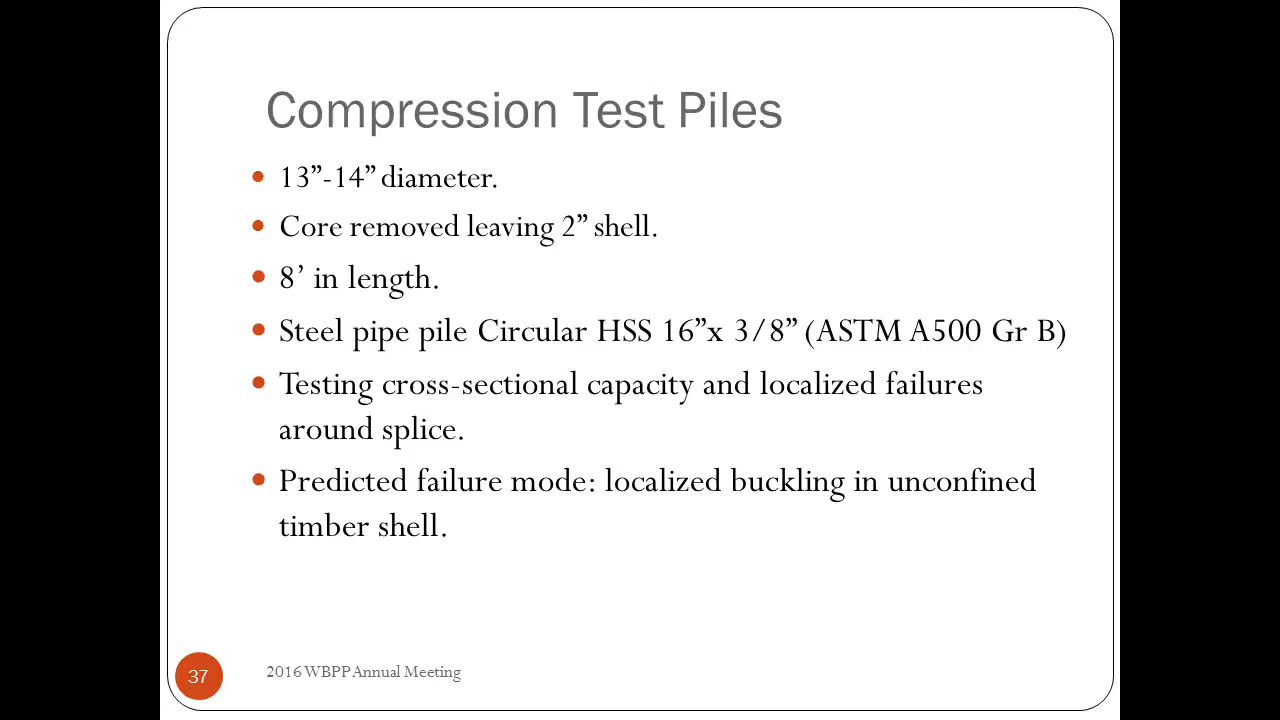 Compression Test Piles
13”-14” diameter.
Core removed leaving 2” shell.
8’ in length.
Steel pipe pile Circular HSS 16”x 3/8” (ASTM A500 Gr B)
Testing cross-sectional capacity and localized failures
around splice.
Predicted failure mode: localized buckling in unconfined
timber shell.
37
2016 WBPP Annual Meeting